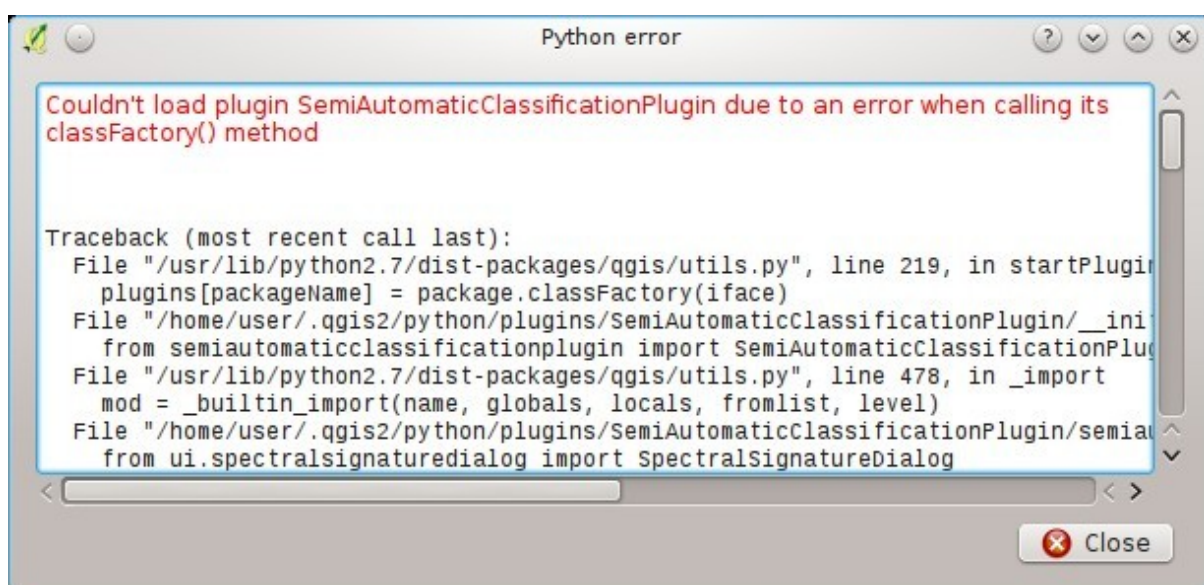 Python error
Couldn't load plugin SemiAutomaticClassificationPlugin due to an error when calling its
classFactory() method
Traceback (most recent call last):
File "/usr/lib/python2.7/dist-packages/qgis/utils.py", line 219, in startPlugin
plugins[packageName] = package.classFactory(iface)
File "/home/user/.qgis2/python/plugins/SemiAutomaticClassificationPlugin/__ini
from semiautomaticclassificationplugin import SemiAutomaticClassificationPlug
File "/usr/lib/python2.7/dist-packages/qgis/utils.py", line 478, in _import
mod = _builtin_import(name, globals, locals, fromlist, level)
File "/home/user/.qgis2/python/plugins/SemiAutomaticClassificationPlugin/semiau
from ui.spectralsignaturedialog import SpectralSignatureDialog
Close